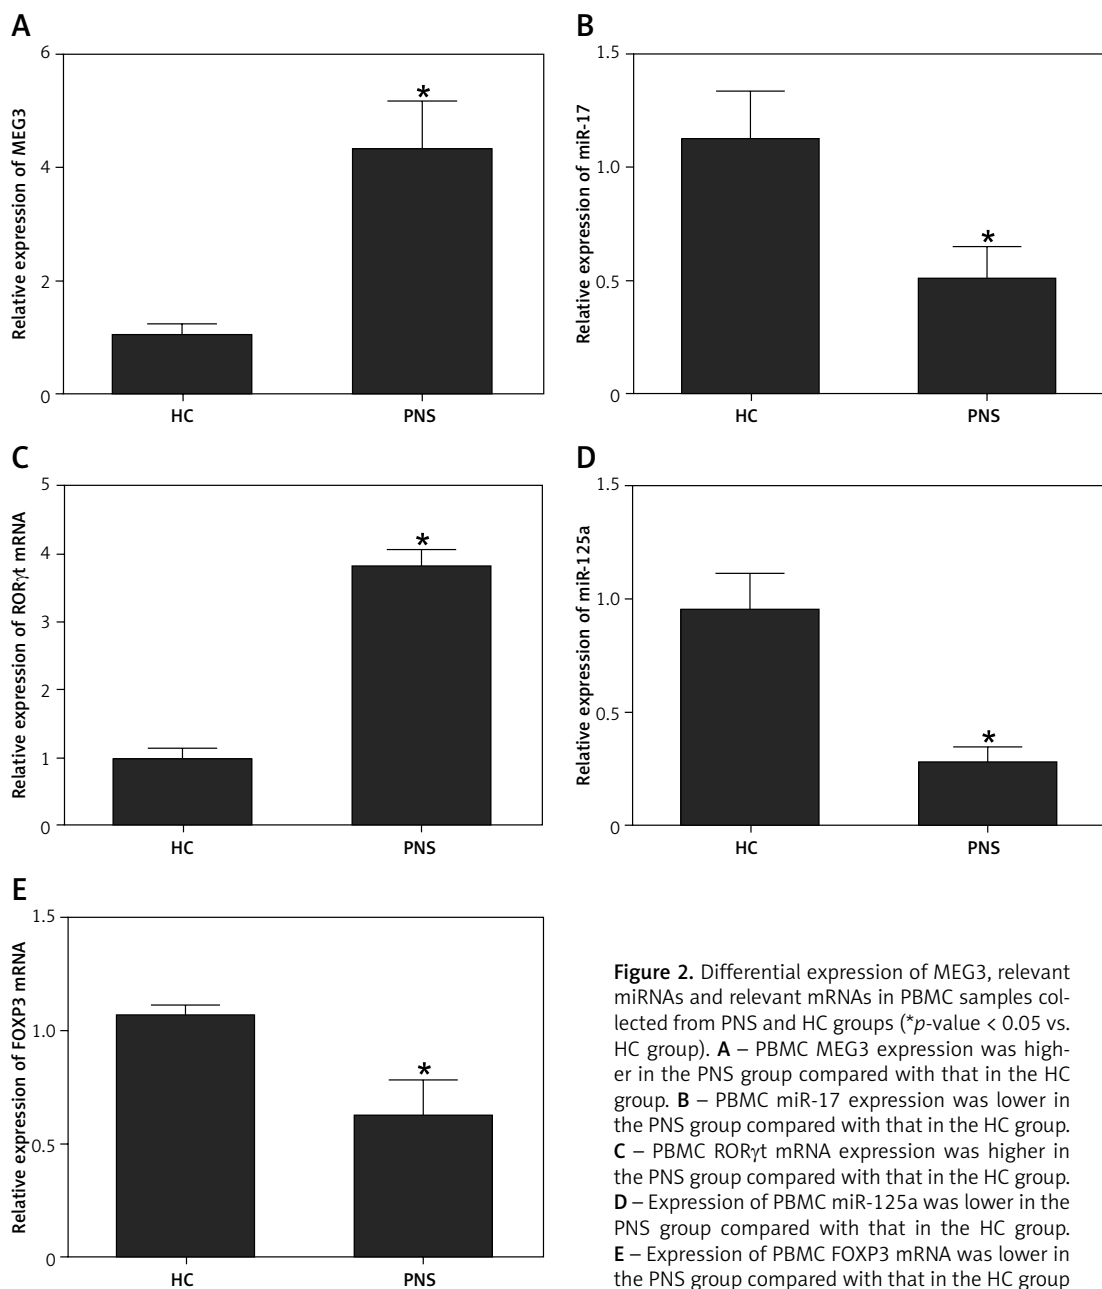 A
Relative expression of MEG3
6
4
2
0
*
HC PNS
B
Relative expression of miR-17
1.5
1.0
0.5
0
*
HC PNS
C
Relative expression of RORγt mRNA
5
4
3
2
1
0
*
HC PNS
D
Relative expression of miR-125a
1.5
1.0
0.5
0
*
HC PNS
E
Relative expression of FOXP3 mRNA
1.5
1.0
0.5
0
*
HC PNS
Figure 2. Differential expression of MEG3, relevant
miRNAs and relevant mRNAs in PBMC samples col-
lected from PNS and HC groups (*p-value < 0.05 vs.
HC group). A – PBMC MEG3 expression was high-
er in the PNS group compared with that in the HC
group. B – PBMC miR-17 expression was lower in
the PNS group compared with that in the HC group.
C – PBMC RORγt mRNA expression was higher in
the PNS group compared with that in the HC group.
D – Expression of PBMC miR-125a was lower in the
PNS group compared with that in the HC group.
E – Expression of PBMC FOXP3 mRNA was lower in
the PNS group compared with that in the HC group